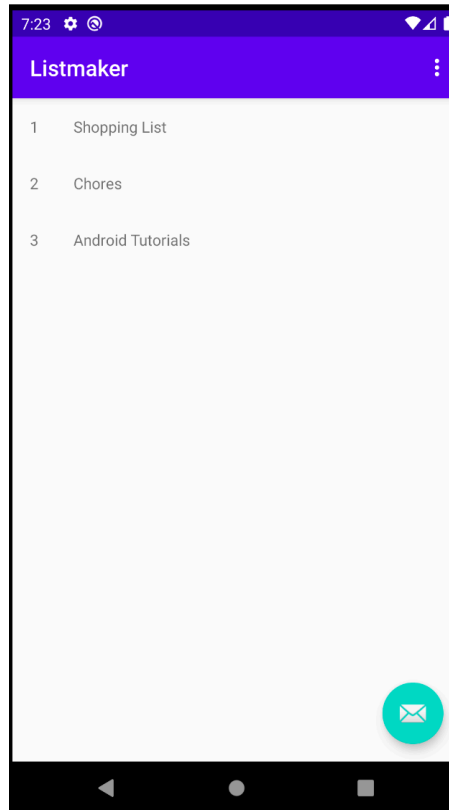 7:23
Listmaker
1 Shopping List
2 Chores
3 Android Tutorials